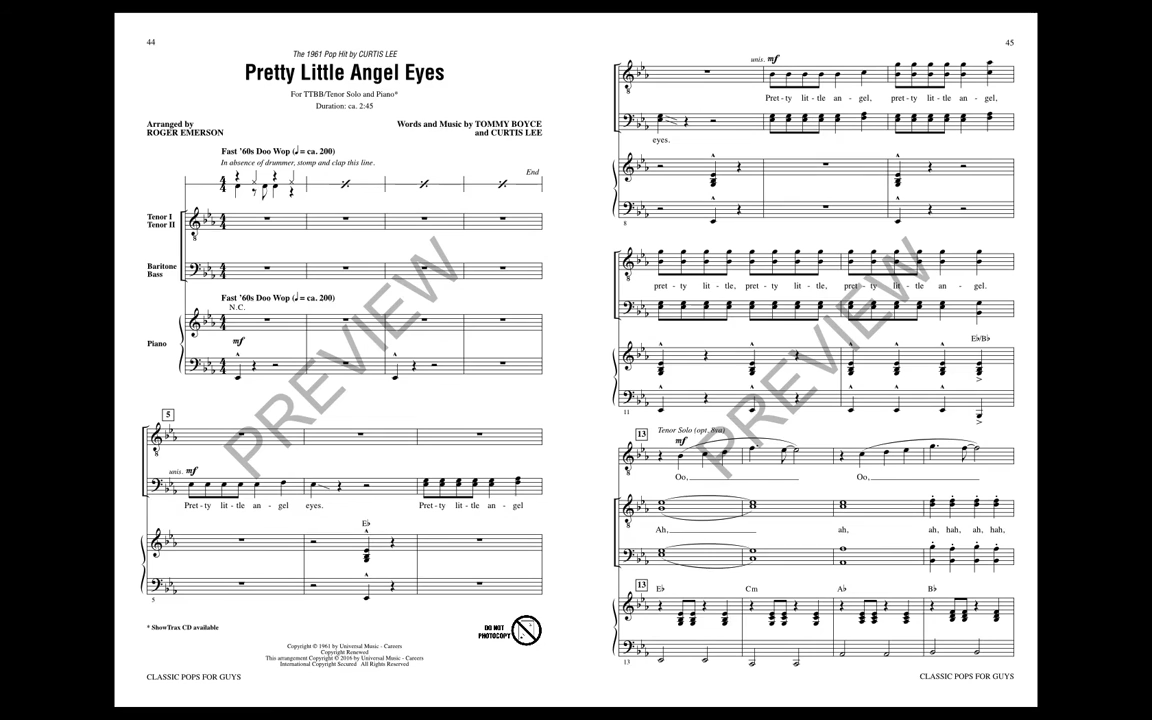 44
The 1961 Pop Hit by CURTIS LEE
Pretty Little Angel Eyes
For TTBB/Tenor Solo and Piano*
Duration: ca. 2:45
Arranged by
ROGER EMERSON
Words and Music by TOMMY BOYCE
and CURTIS LEE
Fast ’60s Doo Wop (♩ = ca. 200)
In absence of drummer, stomp and clap this line.
End
Tenor I
Tenor II
Baritone
Bass
Fast ’60s Doo Wop (♩ = ca. 200)
N.C.
mf
Piano
5
unis. mf
Pret - ty lit - tle an - gel eyes. Pret - ty lit - tle an - gel
E♭
5
* ShowTrax CD available
DO NOT
PHOTOCOPY
Copyright © 1961 by Universal Music - Careers
Copyright Renewed
This arrangement Copyright © 2016 by Universal Music - Careers
International Copyright Secured All Rights Reserved
CLASSIC POPS FOR GUYS
PREVIEW
45
unis. mf
Pret - ty lit - tle an - gel, pret - ty lit - tle an - gel,
eyes.
8
pret - ty lit - tle, pret - ty lit - tle, pret - ty lit - tle an - gel.
E♭/B♭
11
13
Tenor Solo (opt. 8va)
mf
Oo, Oo,
Ah, ah, ah, hah, ah, hah,
13
E♭ Cm A♭ B♭
13
CLASSIC POPS FOR GUYS
PREVIEW